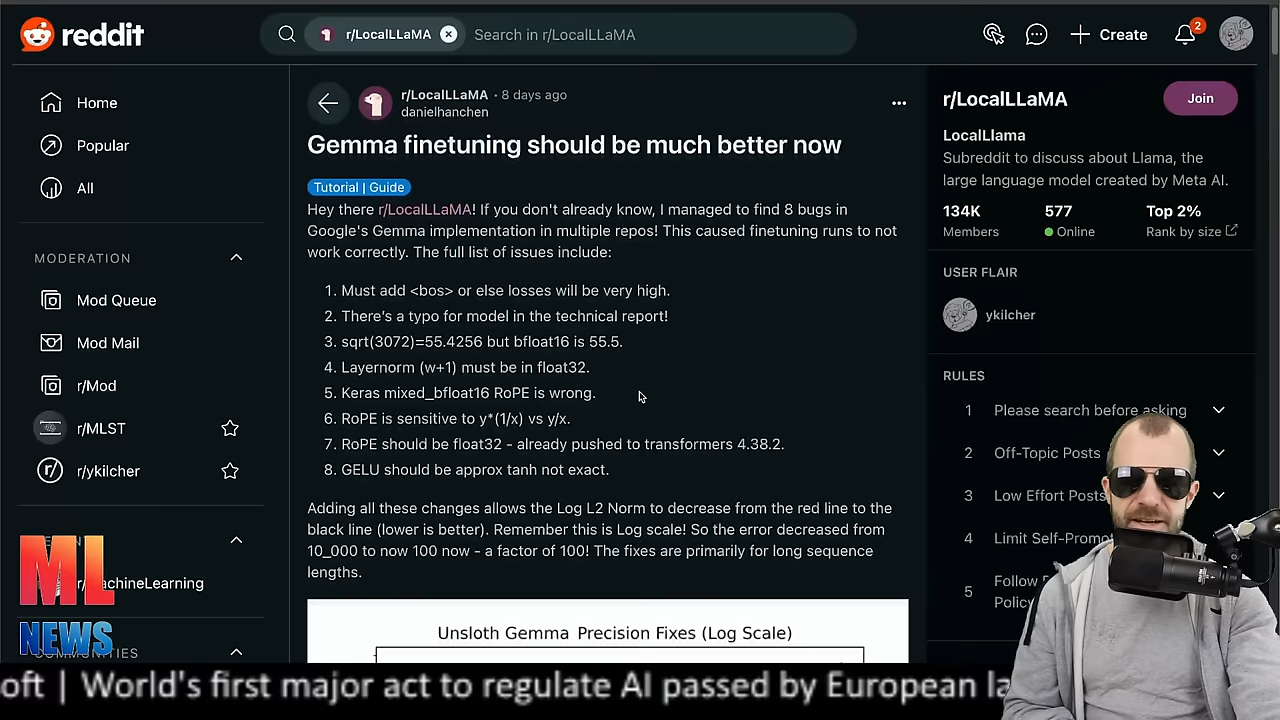 reddit
r/LocalLLaMA
Search in r/LocalLLaMA
Create
2
Home
Popular
All
MODERATION
Mod Queue
Mod Mail
r/Mod
r/MLST
r/ykilcher
r/MachineLearning
COMMUNITIES
r/LocalLLaMA • 8 days ago
danielhanchen
Gemma finetuning should be much better now
Tutorial | Guide
Hey there r/LocalLLaMA! If you don't already know, I managed to find 8 bugs in
Google's Gemma implementation in multiple repos! This caused finetuning runs to not
work correctly. The full list of issues include:
1. Must add <bos> or else losses will be very high.
2. There's a typo for model in the technical report!
3. sqrt(3072)=55.4256 but bfloat16 is 55.5.
4. Layernorm (w+1) must be in float32.
5. Keras mixed_bfloat16 RoPE is wrong.
6. RoPE is sensitive to y*(1/x) vs y/x.
7. RoPE should be float32 - already pushed to transformers 4.38.2.
8. GELU should be approx tanh not exact.
Adding all these changes allows the Log L2 Norm to decrease from the red line to the
black line (lower is better). Remember this is Log scale! So the error decreased from
10_000 to now 100 now - a factor of 100! The fixes are primarily for long sequence
lengths.
Unsloth Gemma Precision Fixes (Log Scale)
r/LocalLLaMA
Join
LocalLlama
Subreddit to discuss about Llama, the
large language model created by Meta AI.
134K 577 Top 2%
Members Online Rank by size
USER FLAIR
ykilcher
RULES
1 Please search before asking
2 Off-Topic Posts
3 Low Effort Posts
4 Limit Self-Promo
5 Follow
Policy
ML
NEWS
oft | World's first major act to regulate AI passed by European la